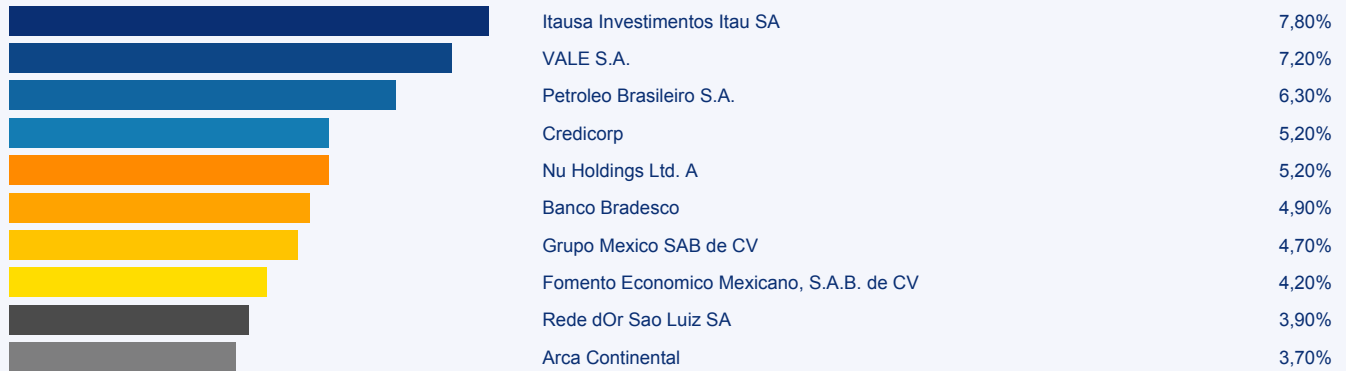 Itausa Investimentos Itau SA 7,80%
VALE S.A. 7,20%
Petroleo Brasileiro S.A. 6,30%
Credicorp 5,20%
Nu Holdings Ltd. A 5,20%
Banco Bradesco 4,90%
Grupo Mexico SAB de CV 4,70%
Fomento Economico Mexicano, S.A.B. de CV 4,20%
Rede dOr Sao Luiz SA 3,90%
Arca Continental 3,70%